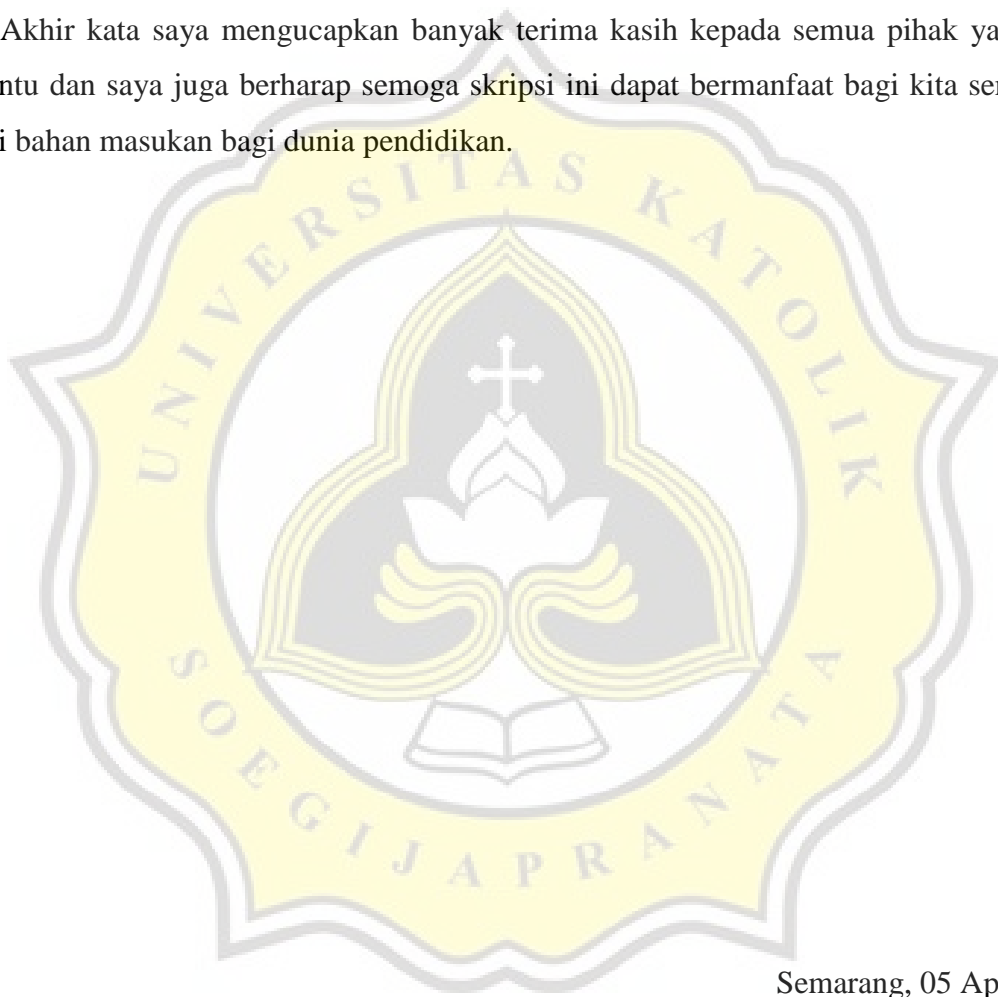 Akhir kata saya mengucapkan banyak terima kasih kepada semua pihak ya
ntu dan saya juga berharap semoga skripsi ini dapat bermanfaat bagi kita se
i bahan masukan bagi dunia pendidikan.
UNIVERSITAS KATOLIK
SOEGIJAPRANATA
Semarang, 05 Ap